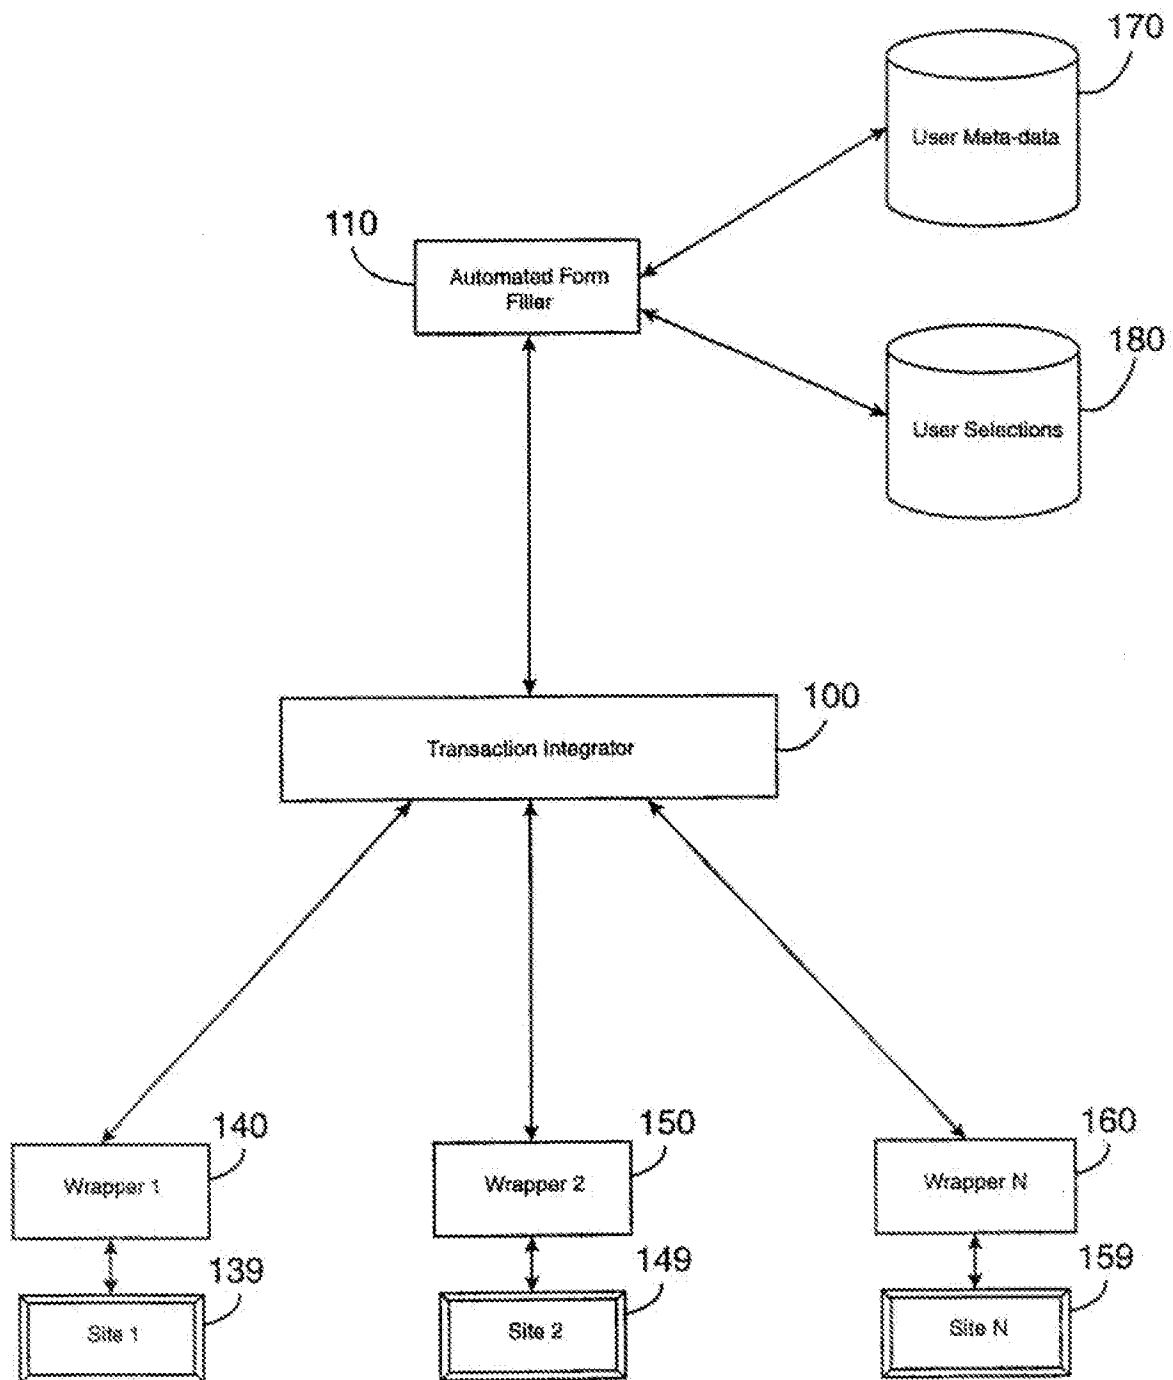 170
User Meta-data
110
Automated Form
Filler
180
User Selections
100
Transaction Integrator
140
Wrapper 1
150
Wrapper 2
160
Wrapper N
139
Site 1
149
Site 2
159
Site N